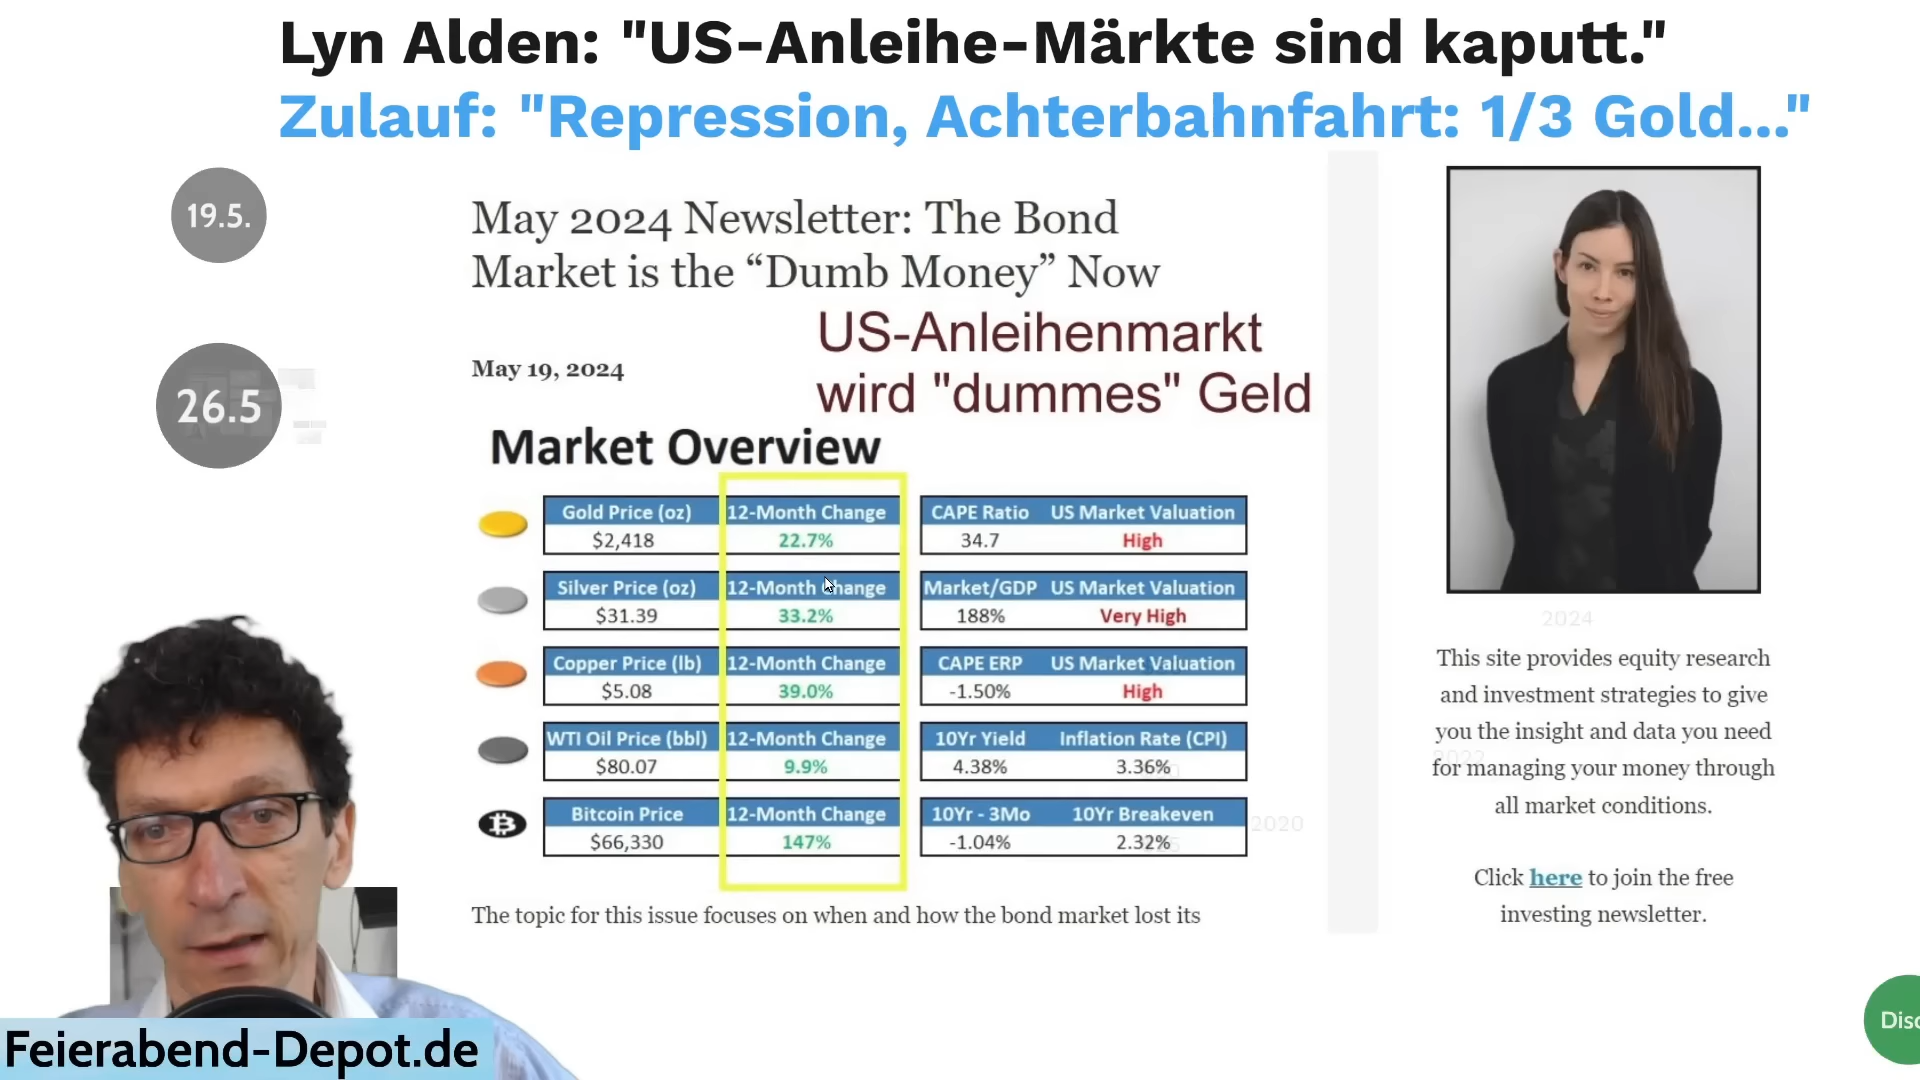 Lyn Alden: "US-Anleihe-Märkte sind kaputt."
Zulauf: "Repression, Achterbahnfahrt: 1/3 Gold..."
19.5.
26.5
May 2024 Newsletter: The Bond
Market is the “Dumb Money” Now
US-Anleihenmarkt
wird "dummes" Geld
May 19, 2024
Market Overview
Gold Price (oz) 12-Month Change CAPE Ratio US Market Valuation
$2,418 22.7% 34.7 High
Silver Price (oz) 12-Month Change Market/GDP US Market Valuation
$31.39 33.2% 188% Very High
Copper Price (lb) 12-Month Change CAPE ERP US Market Valuation
$5.08 39.0% -1.50% High
WTI Oil Price (bbl) 12-Month Change 10Yr Yield Inflation Rate (CPI)
$80.07 9.9% 4.38% 3.36%
Bitcoin Price 12-Month Change 10Yr - 3Mo 10Yr Breakeven
$66,330 147% -1.04% 2.32%
2020
The topic for this issue focuses on when and how the bond market lost its
2024
This site provides equity research
and investment strategies to give
you the insight and data you need
2022
for managing your money through
all market conditions.
Click here to join the free
investing newsletter.
Feierabend-Depot.de